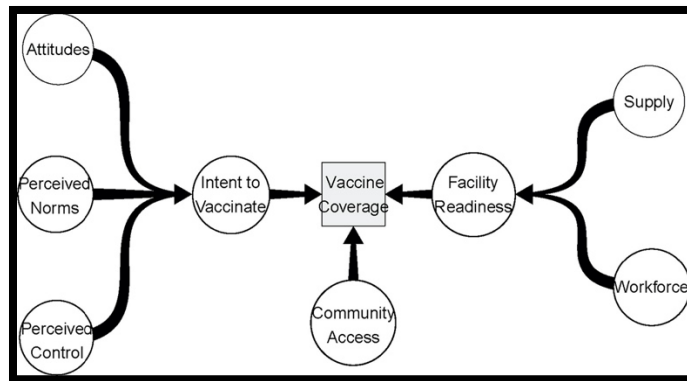 Attitudes
Perceived
Norms
Perceived
Control
Intent to
Vaccinate
Vaccine
Coverage
Community
Access
Facility
Readiness
Supply
Workforce